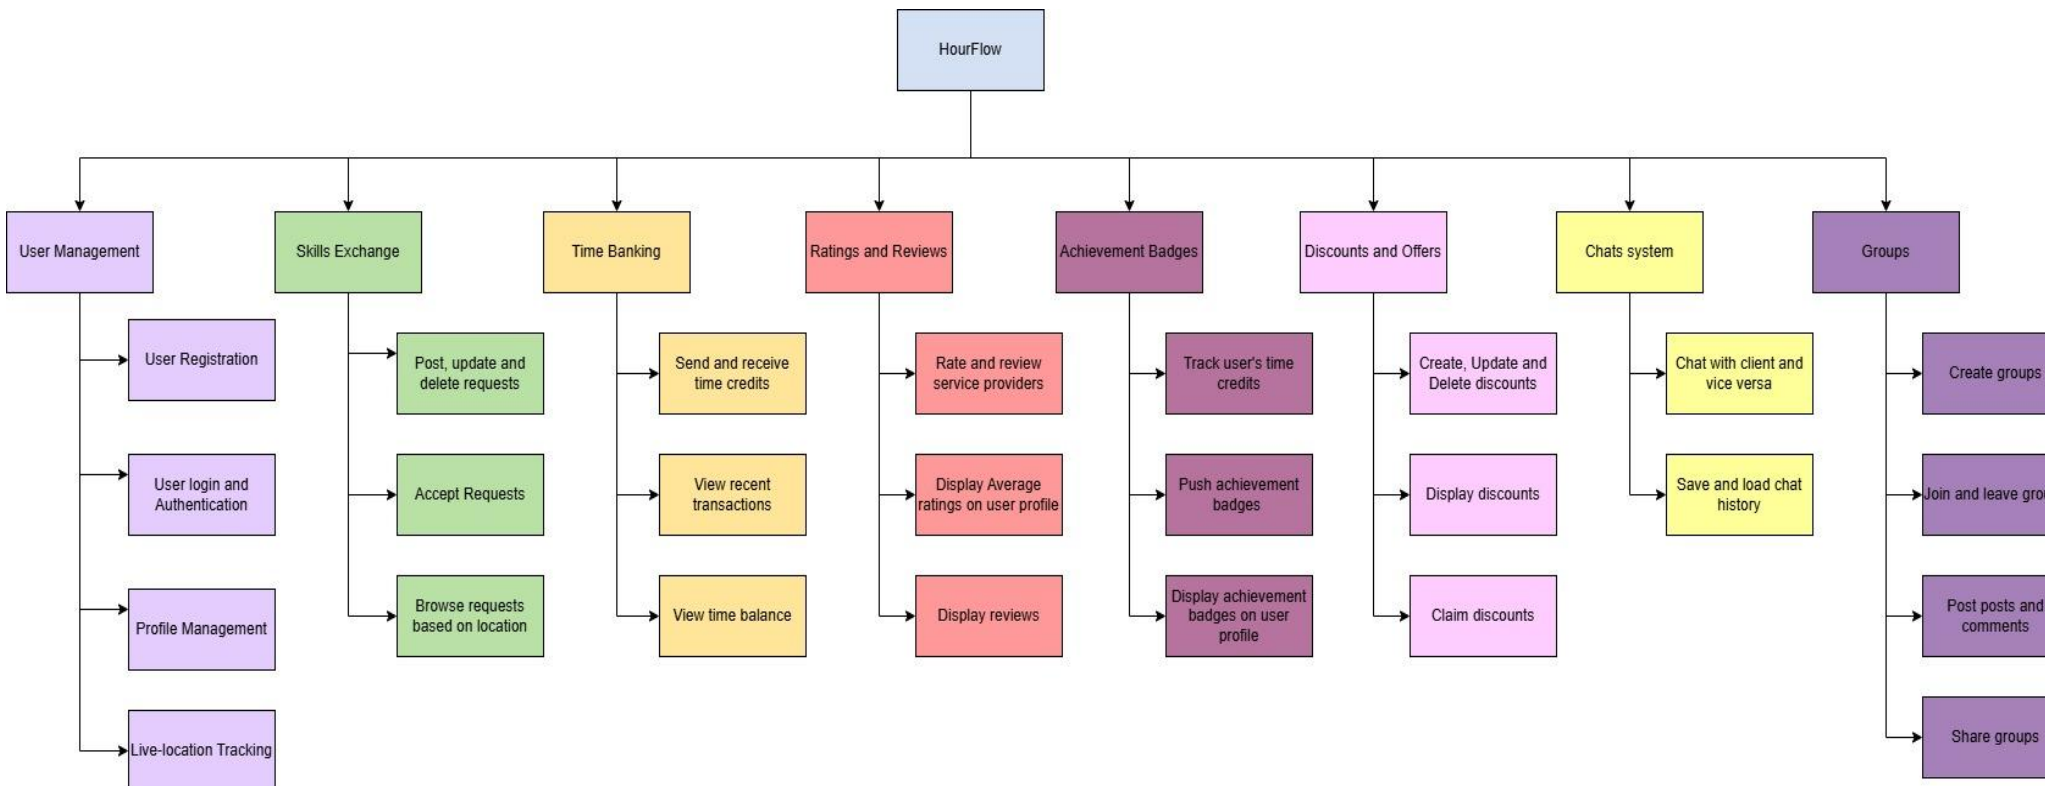 HourFlow
User Management
Skills Exchange
Time Banking
Ratings and Reviews
Achievement Badges
Discounts and Offers
Chats system
Groups
User Registration
User login and
Authentication
Profile Management
Live-location Tracking
Post, update and
delete requests
Accept Requests
Browse requests
based on location
Send and receive
time credits
View recent
transactions
View time balance
Rate and review
service providers
Display Average
ratings on user profile
Display reviews
Track user's time
credits
Push achievement
badges
Display achievement
badges on user
profile
Create, Update and
Delete discounts
Display discounts
Claim discounts
Chat with client and
vice versa
Save and load chat
history
Create groups
Join and leave
Post posts and
comments
Share groups